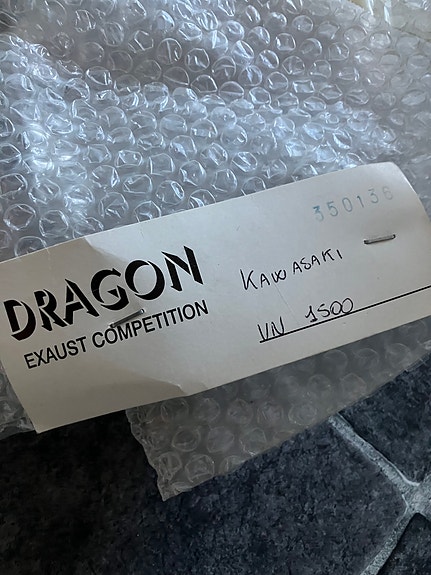 350136
DRAGON
EXAUST COMPETITION
KAWASAKI
VN 1500